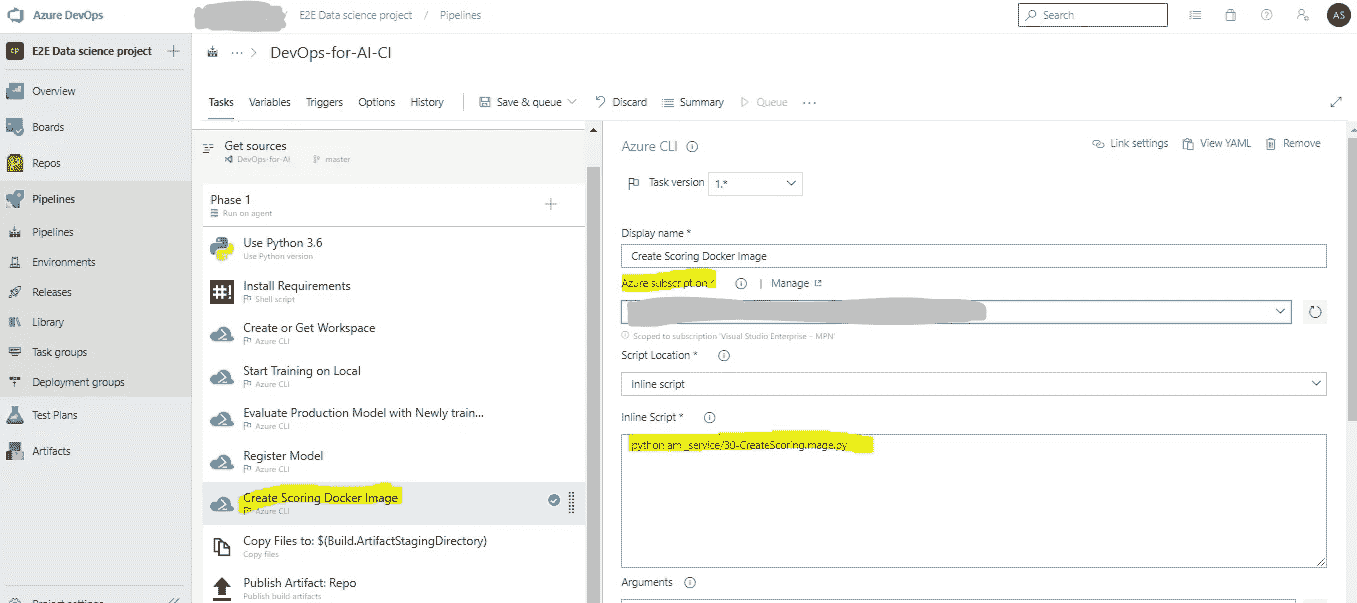 Azure DevOps
E2E Data science project / Pipelines
Search
AS
cp E2E Data science project
Overview
Boards
Repos
Pipelines
Pipelines
Environments
Releases
Library
Task groups
Deployment groups
Test Plans
Artifacts
Project settings
... > DevOps-for-AI-CI
Tasks Variables Triggers Options History Save & queue Discard Summary Queue ...
Get sources
DevOps-for-AI master
Phase 1
Run on agent
Use Python 3.6
Use Python version
Install Requirements
Shell script
Create or Get Workspace
Azure CLI
Start Training on Local
Azure CLI
Evaluate Production Model with Newly train...
Azure CLI
Register Model
Azure CLI
Create Scoring Docker Image
Azure CLI
Copy Files to: $(Build.ArtifactStagingDirectory)
Copy files
Publish Artifact: Repo
Publish build artifacts
Azure CLI
Link settings View YAML Remove
Task version 1.*
Display name *
Create Scoring Docker Image
Azure subscription * | Manage
Scoped to subscription 'Visual Studio Enterprise – MPN'
Script Location *
Inline script
Inline Script *
python aml_service/30-CreateScoringImage.py
Arguments